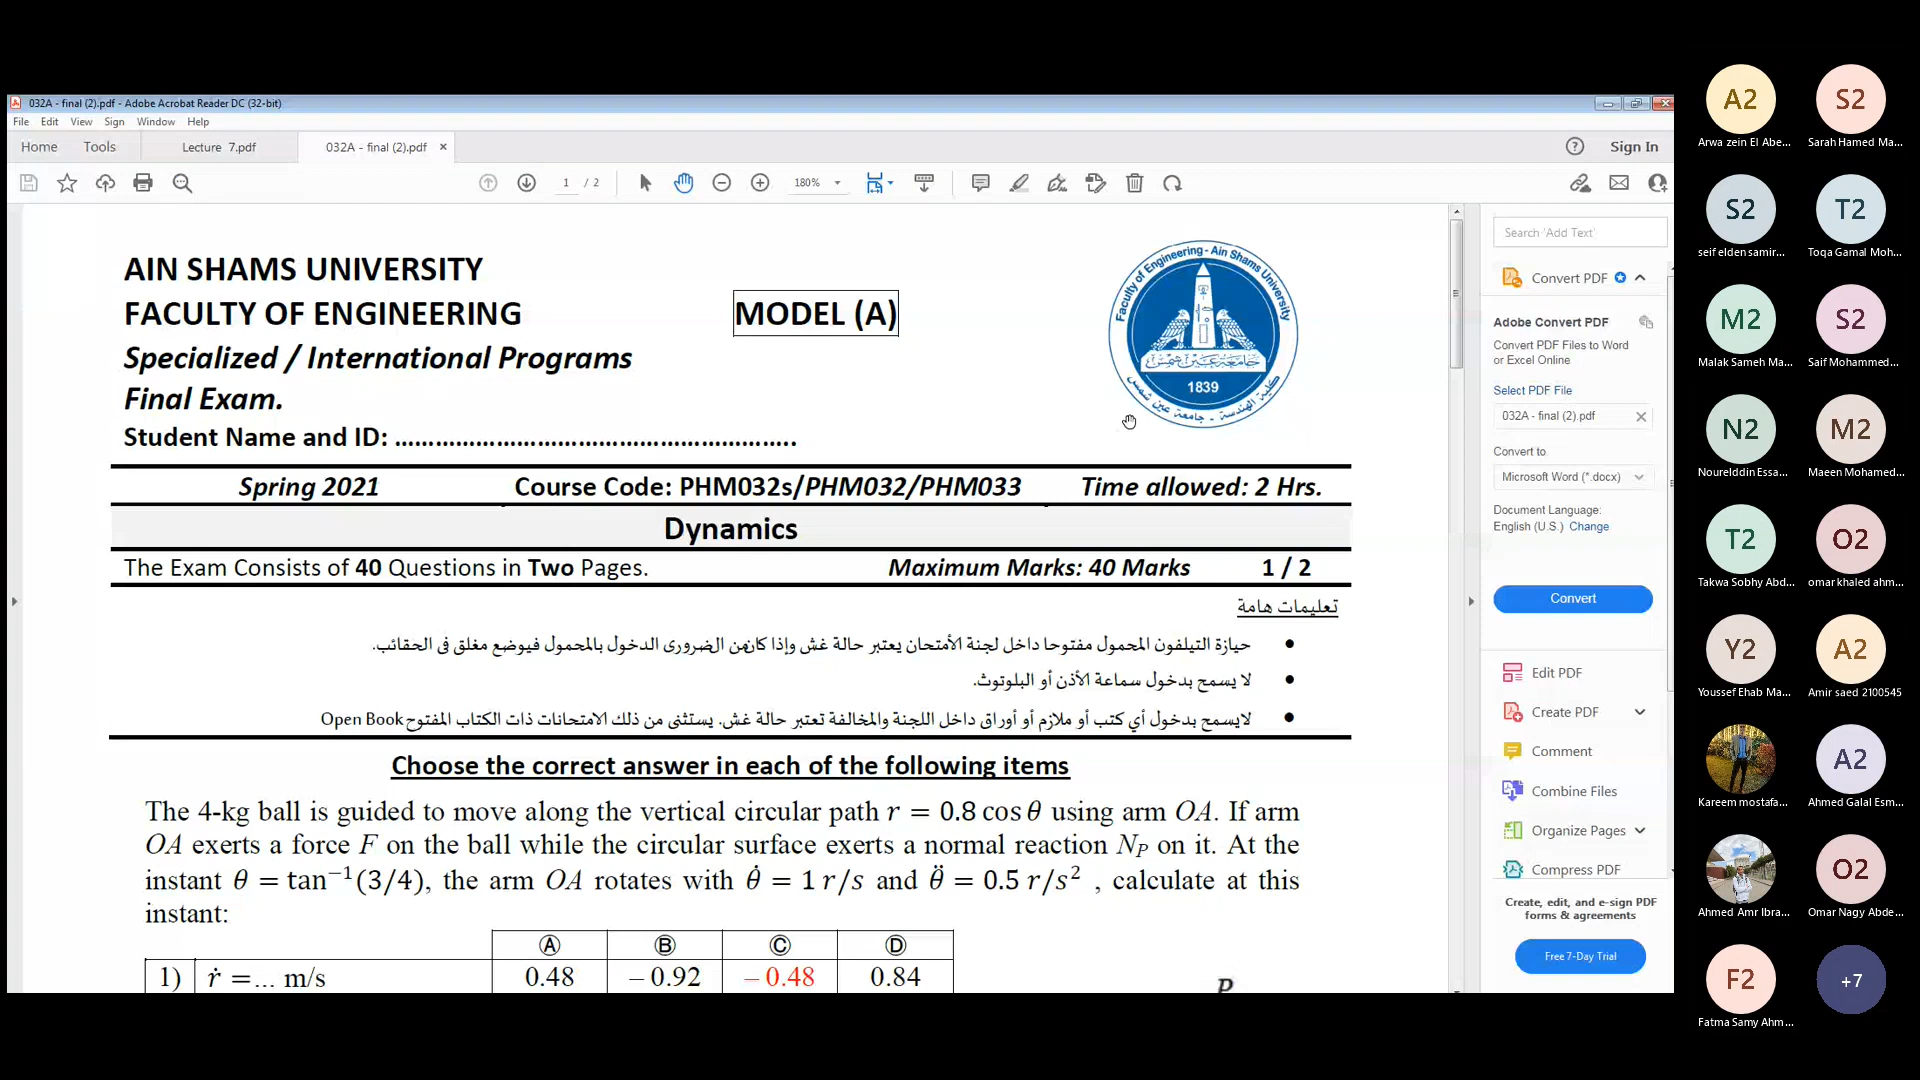 032A - final (2).pdf - Adobe Acrobat Reader DC (32-bit)
File Edit View Sign Window Help
Home Tools Lecture 7.pdf 032A - final (2).pdf × Sign In
1 / 2 180%
AIN SHAMS UNIVERSITY
FACULTY OF ENGINEERING
MODEL (A)
Specialized / International Programs
Final Exam.
Student Name and ID: ……………………………………………………..
Faculty of Engineering - Ain Shams University
جامعة عين شمس
1839
كلية الهندسة - جامعة عين شمس
Spring 2021 Course Code: PHM032s/PHM032/PHM033 Time allowed: 2 Hrs.
Dynamics
The Exam Consists of 40 Questions in Two Pages. Maximum Marks: 40 Marks 1 / 2
تعليمات هامة
• حيازة التيلفون المحمول مفتوحا داخل لجنة الأمتحان يعتبر حالة غش وإذا كان من الضرورى الدخول بالمحمول فيوضع مغلق فى الحقائب.
• لا يسمح بدخول سماعة الأذن أو البلوتوث.
• لايسمح بدخول أي كتب أو ملازم أو أوراق داخل اللجنة والمخالفة تعتبر حالة غش. يستثنى من ذلك الامتحانات ذات الكتاب المفتوح Open Book
Choose the correct answer in each of the following items
The 4-kg ball is guided to move along the vertical circular path r = 0.8 cos θ using arm OA. If arm
OA exerts a force F on the ball while the circular surface exerts a normal reaction N_P on it. At the
instant θ = tan⁻¹(3/4), the arm OA rotates with θ̇ = 1 r/s and θ̈ = 0.5 r/s² , calculate at this
instant:
Ⓐ Ⓑ Ⓒ Ⓓ
1) ṙ =... m/s 0.48 – 0.92 – 0.48 0.84
P
Search 'Add Text'
Convert PDF
Adobe Convert PDF
Convert PDF Files to Word
or Excel Online
Select PDF File
032A - final (2).pdf
Convert to
Microsoft Word (*.docx)
Document Language:
English (U.S.) Change
Convert
Edit PDF
Create PDF
Comment
Combine Files
Organize Pages
Compress PDF
Create, edit, and e-sign PDF
forms & agreements
Free 7-Day Trial
A2 S2
Arwa zein El Abe... Sarah Hamed Ma...
S2 T2
seif elden samir... Toqa Gamal Moh...
M2 S2
Malak Sameh Ma... Saif Mohammed...
N2 M2
Nourelddin Essa... Maeen Mohamed...
T2 O2
Takwa Sobhy Abd... omar khaled ahm...
Y2 A2
Youssef Ehab Ma... Amir saed 2100545
A2
Kareem mostafa... Ahmed Galal Esm...
O2
Ahmed Amr Ibra... Omar Nagy Abde...
F2 +7
Fatma Samy Ahm...